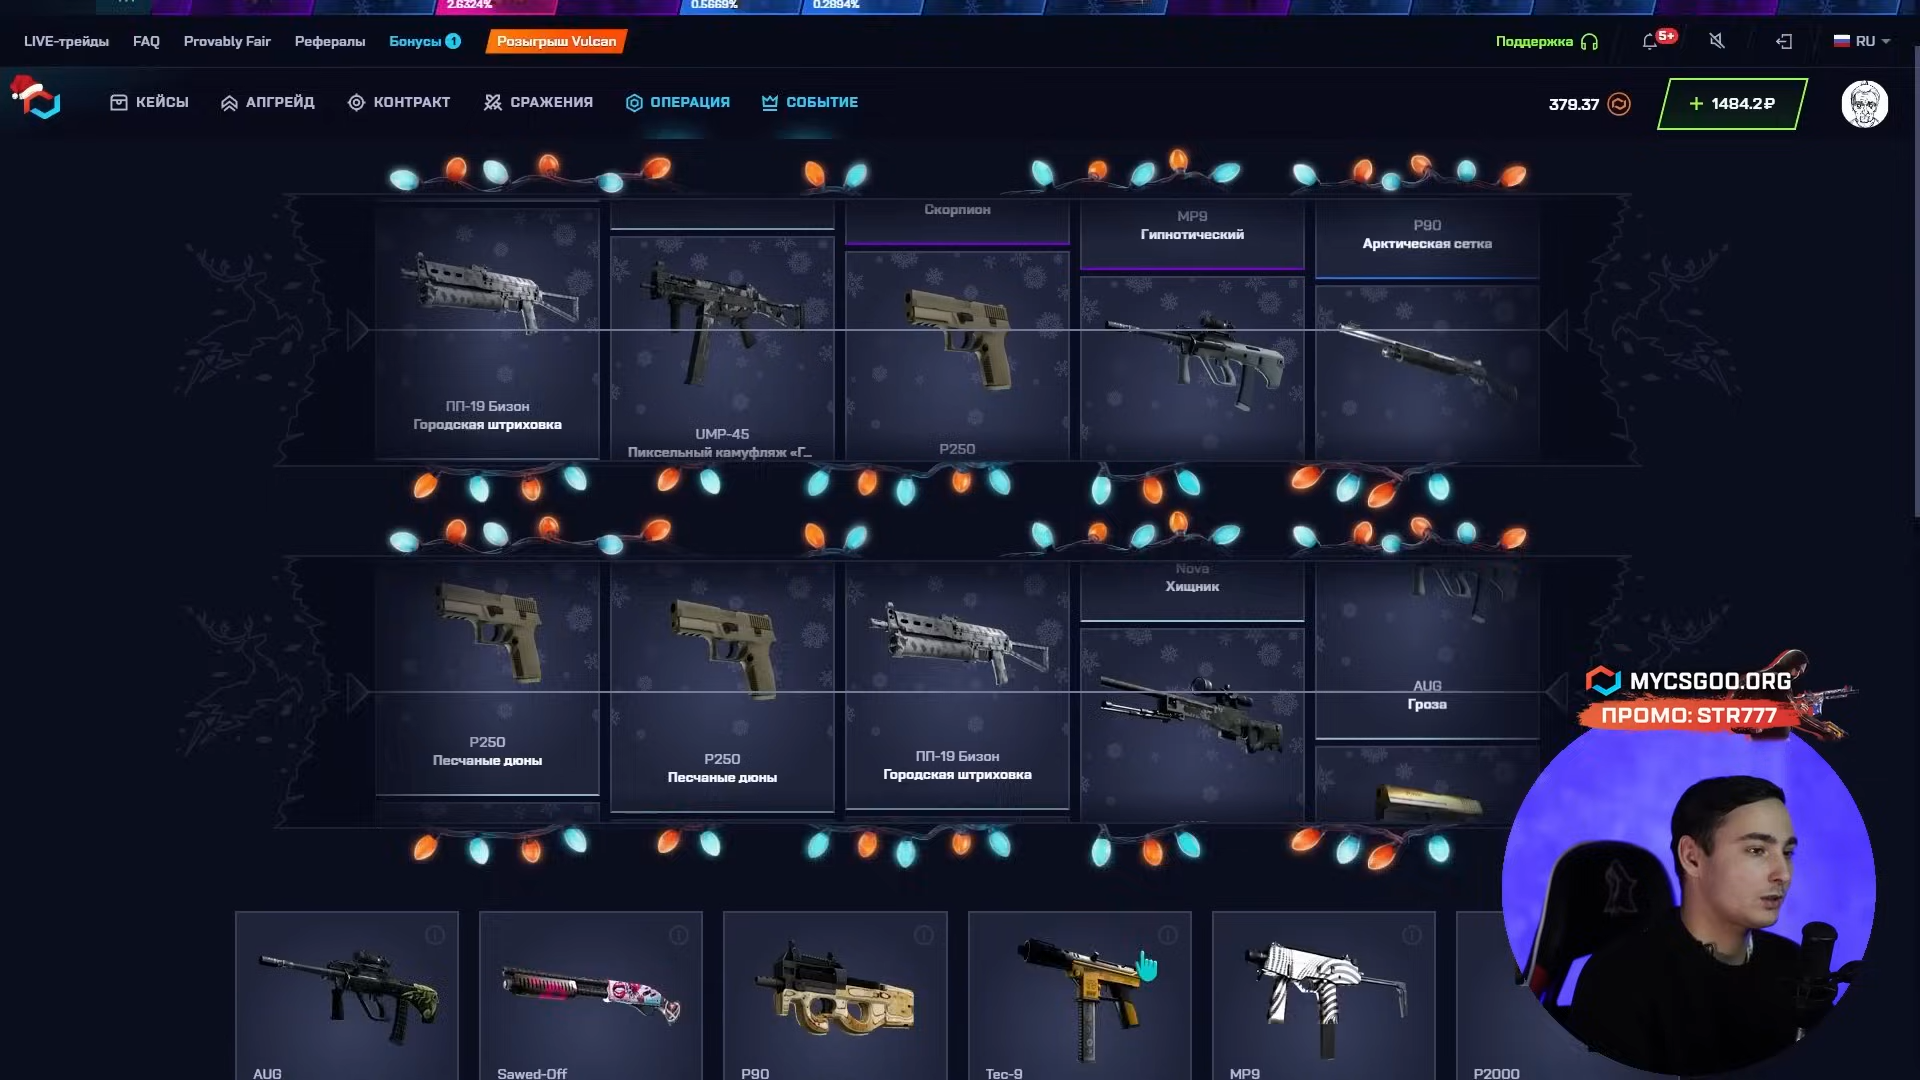 2.6324%
0.5669%
0.2894%
LIVE-трейды
FAQ
Provably Fair
Рефералы
Бонусы 1
Розыгрыш Vulcan
Поддержка
5+
RU
КЕЙСЫ
АПГРЕЙД
КОНТРАКТ
СРАЖЕНИЯ
ОПЕРАЦИЯ
СОБЫТИЕ
379.37
+ 1484.2₽
Скорпион
MP9
Гипнотический
P90
Арктическая сетка
ПП-19 Бизон
Городская штриховка
UMP-45
Пиксельный камуфляж «Г...
P250
Nova
Хищник
P250
Песчаные дюны
P250
Песчаные дюны
ПП-19 Бизон
Городская штриховка
AUG
Гроза
MYCSGOO.ORG
ПРОМО: STR777
AUG
Sawed-Off
P90
Tec-9
MP9
P2000